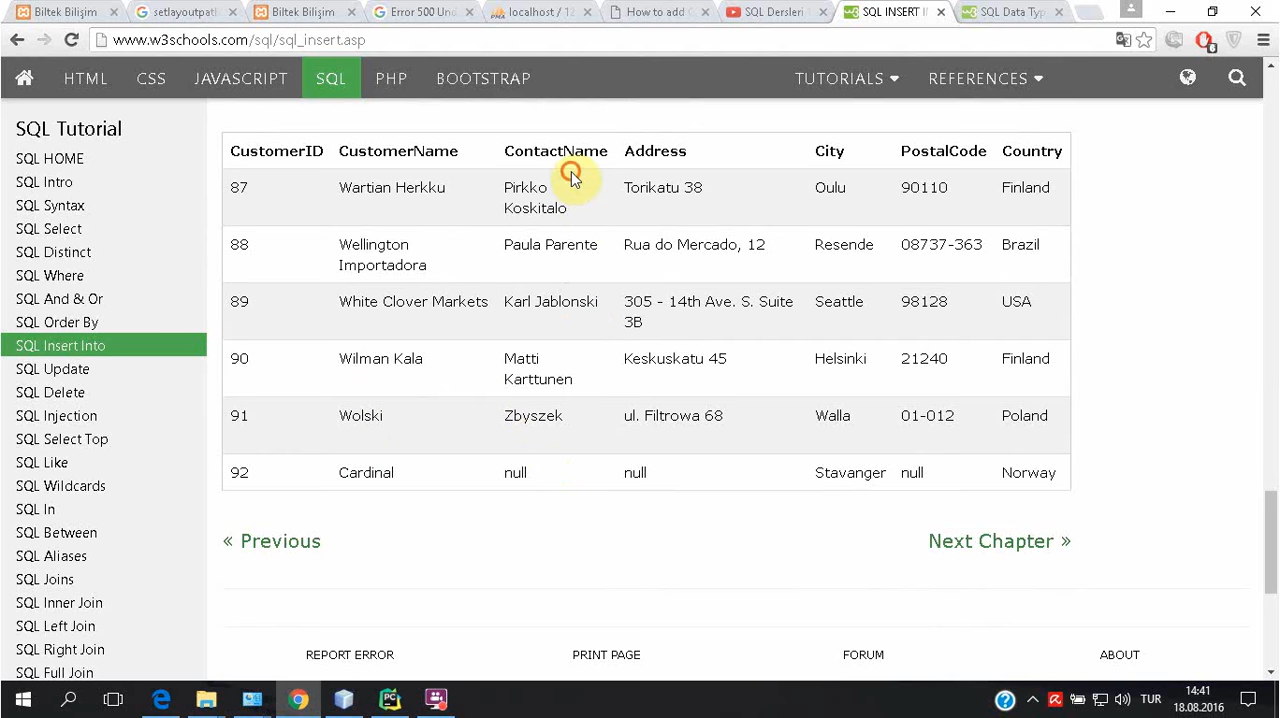 Biltek Bilişim
setlayoutpath
Biltek Bilişim
Error 500 Un
localhost / 12
How to add
SQL Dersleri
SQL INSERT I
SQL Data Typ
www.w3schools.com/sql/sql_insert.asp
HTML CSS JAVASCRIPT SQL PHP BOOTSTRAP TUTORIALS REFERENCES
SQL Tutorial
SQL HOME
SQL Intro
SQL Syntax
SQL Select
SQL Distinct
SQL Where
SQL And & Or
SQL Order By
SQL Insert Into
SQL Update
SQL Delete
SQL Injection
SQL Select Top
SQL Like
SQL Wildcards
SQL In
SQL Between
SQL Aliases
SQL Joins
SQL Inner Join
SQL Left Join
SQL Right Join
SQL Full Join
CustomerID CustomerName ContactName Address City PostalCode Country
87 Wartian Herkku Pirkko Torikatu 38 Oulu 90110 Finland
Koskitalo
88 Wellington Paula Parente Rua do Mercado, 12 Resende 08737-363 Brazil
Importadora
89 White Clover Markets Karl Jablonski 305 - 14th Ave. S. Suite Seattle 98128 USA
3B
90 Wilman Kala Matti Keskuskatu 45 Helsinki 21240 Finland
Karttunen
91 Wolski Zbyszek ul. Filtrowa 68 Walla 01-012 Poland
92 Cardinal null null Stavanger null Norway
« Previous Next Chapter »
REPORT ERROR PRINT PAGE FORUM ABOUT
TUR
14:41
18.08.2016